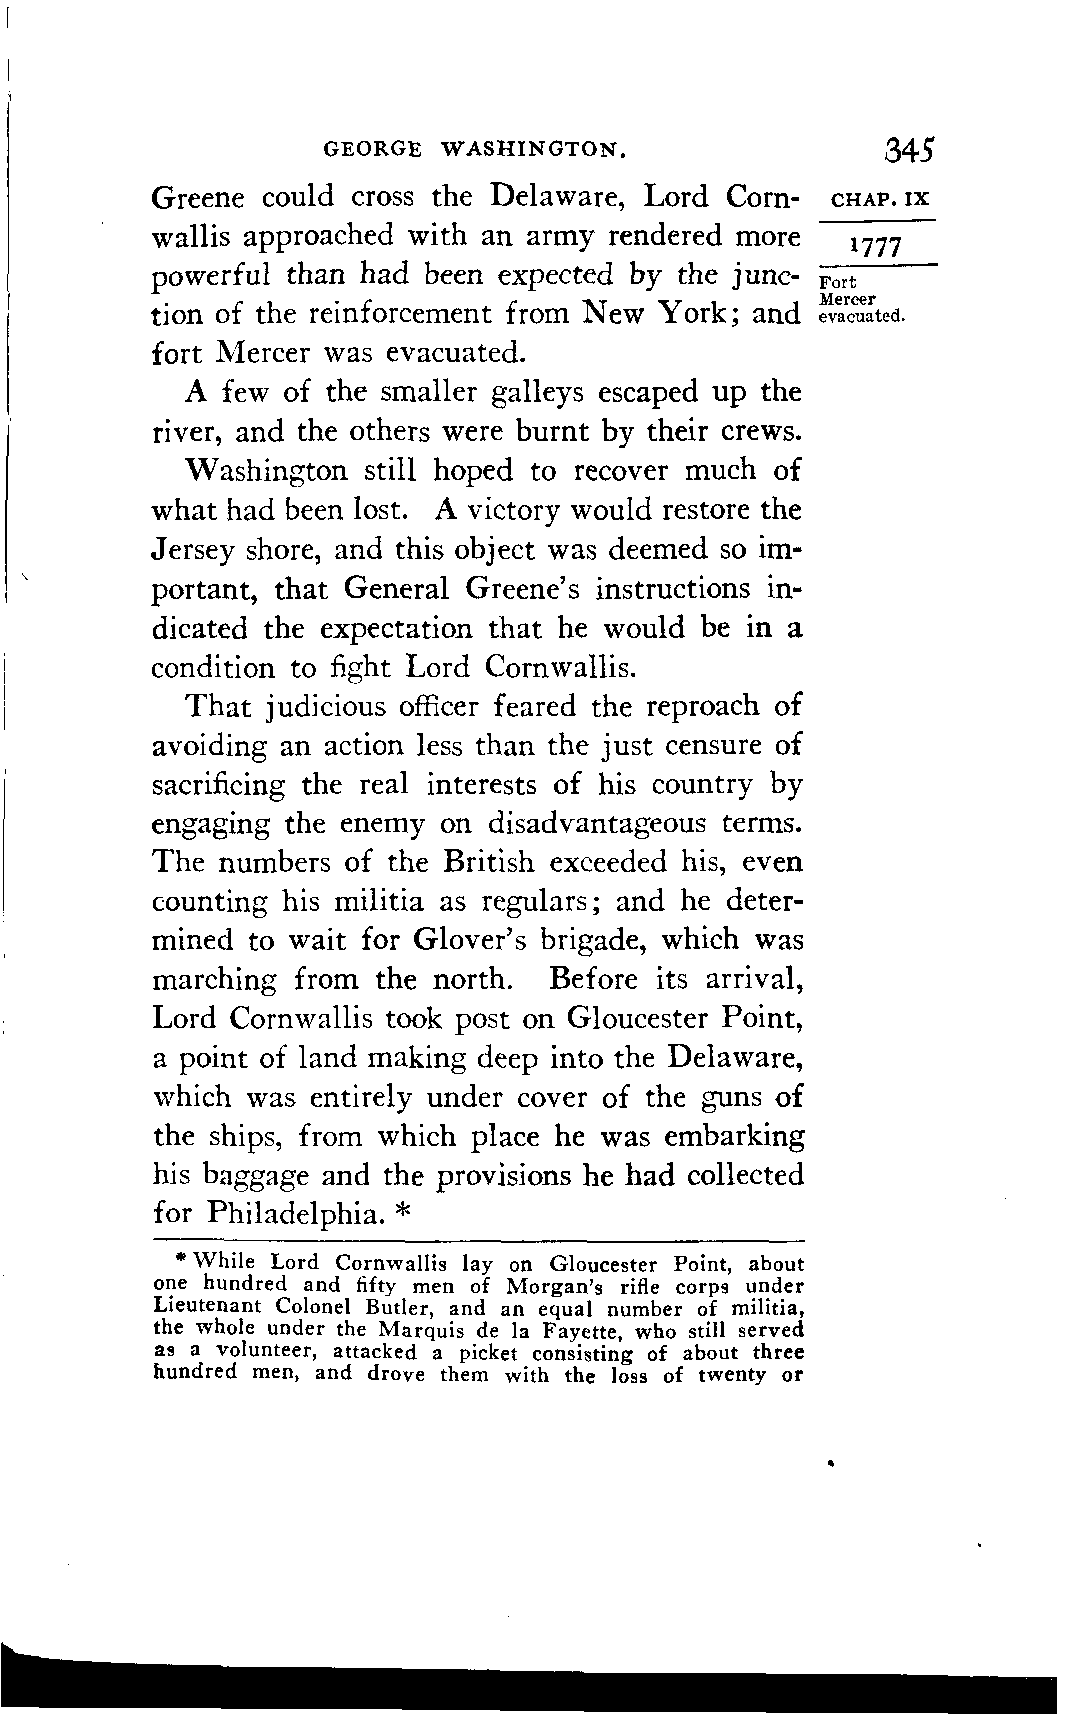 GEORGE WASHINGTON. 345
Greene could cross the Delaware, Lord Corn-
wallis approached with an army rendered more
powerful than had been expected by the junc-
tion of the reinforcement from New York; and
fort Mercer was evacuated.
CHAP. IX
1777
Fort
Mercer
evacuated.
A few of the smaller galleys escaped up the
river, and the others were burnt by their crews.
Washington still hoped to recover much of
what had been lost. A victory would restore the
Jersey shore, and this object was deemed so im-
portant, that General Greene's instructions in-
dicated the expectation that he would be in a
condition to fight Lord Cornwallis.
That judicious officer feared the reproach of
avoiding an action less than the just censure of
sacrificing the real interests of his country by
engaging the enemy on disadvantageous terms.
The numbers of the British exceeded his, even
counting his militia as regulars; and he deter-
mined to wait for Glover's brigade, which was
marching from the north. Before its arrival,
Lord Cornwallis took post on Gloucester Point,
a point of land making deep into the Delaware,
which was entirely under cover of the guns of
the ships, from which place he was embarking
his baggage and the provisions he had collected
for Philadelphia. *
* While Lord Cornwallis lay on Gloucester Point, about
one hundred and fifty men of Morgan's rifle corps under
Lieutenant Colonel Butler, and an equal number of militia,
the whole under the Marquis de la Fayette, who still served
as a volunteer, attacked a picket consisting of about three
hundred men, and drove them with the loss of twenty or